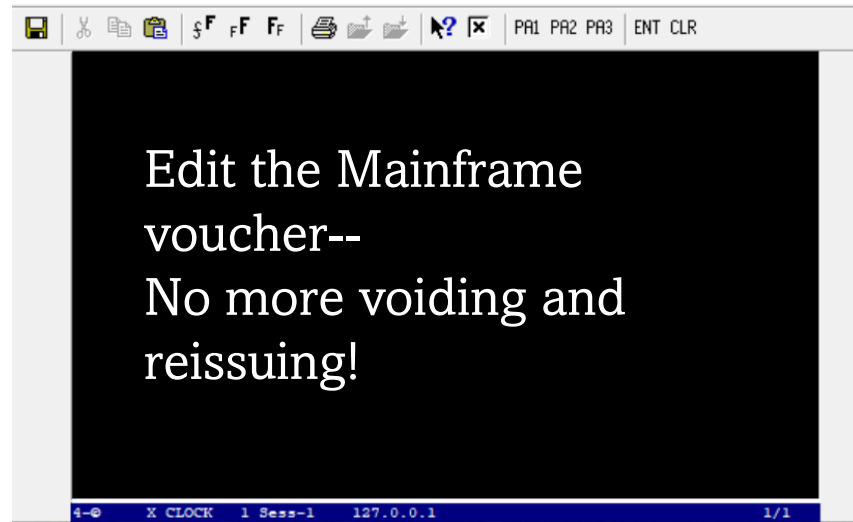 PA1 PA2 PA3 ENT CLR
Edit the Mainframe
voucher--
No more voiding and
reissuing!
4-© X CLOCK 1 Sess-1 127.0.0.1 1/1